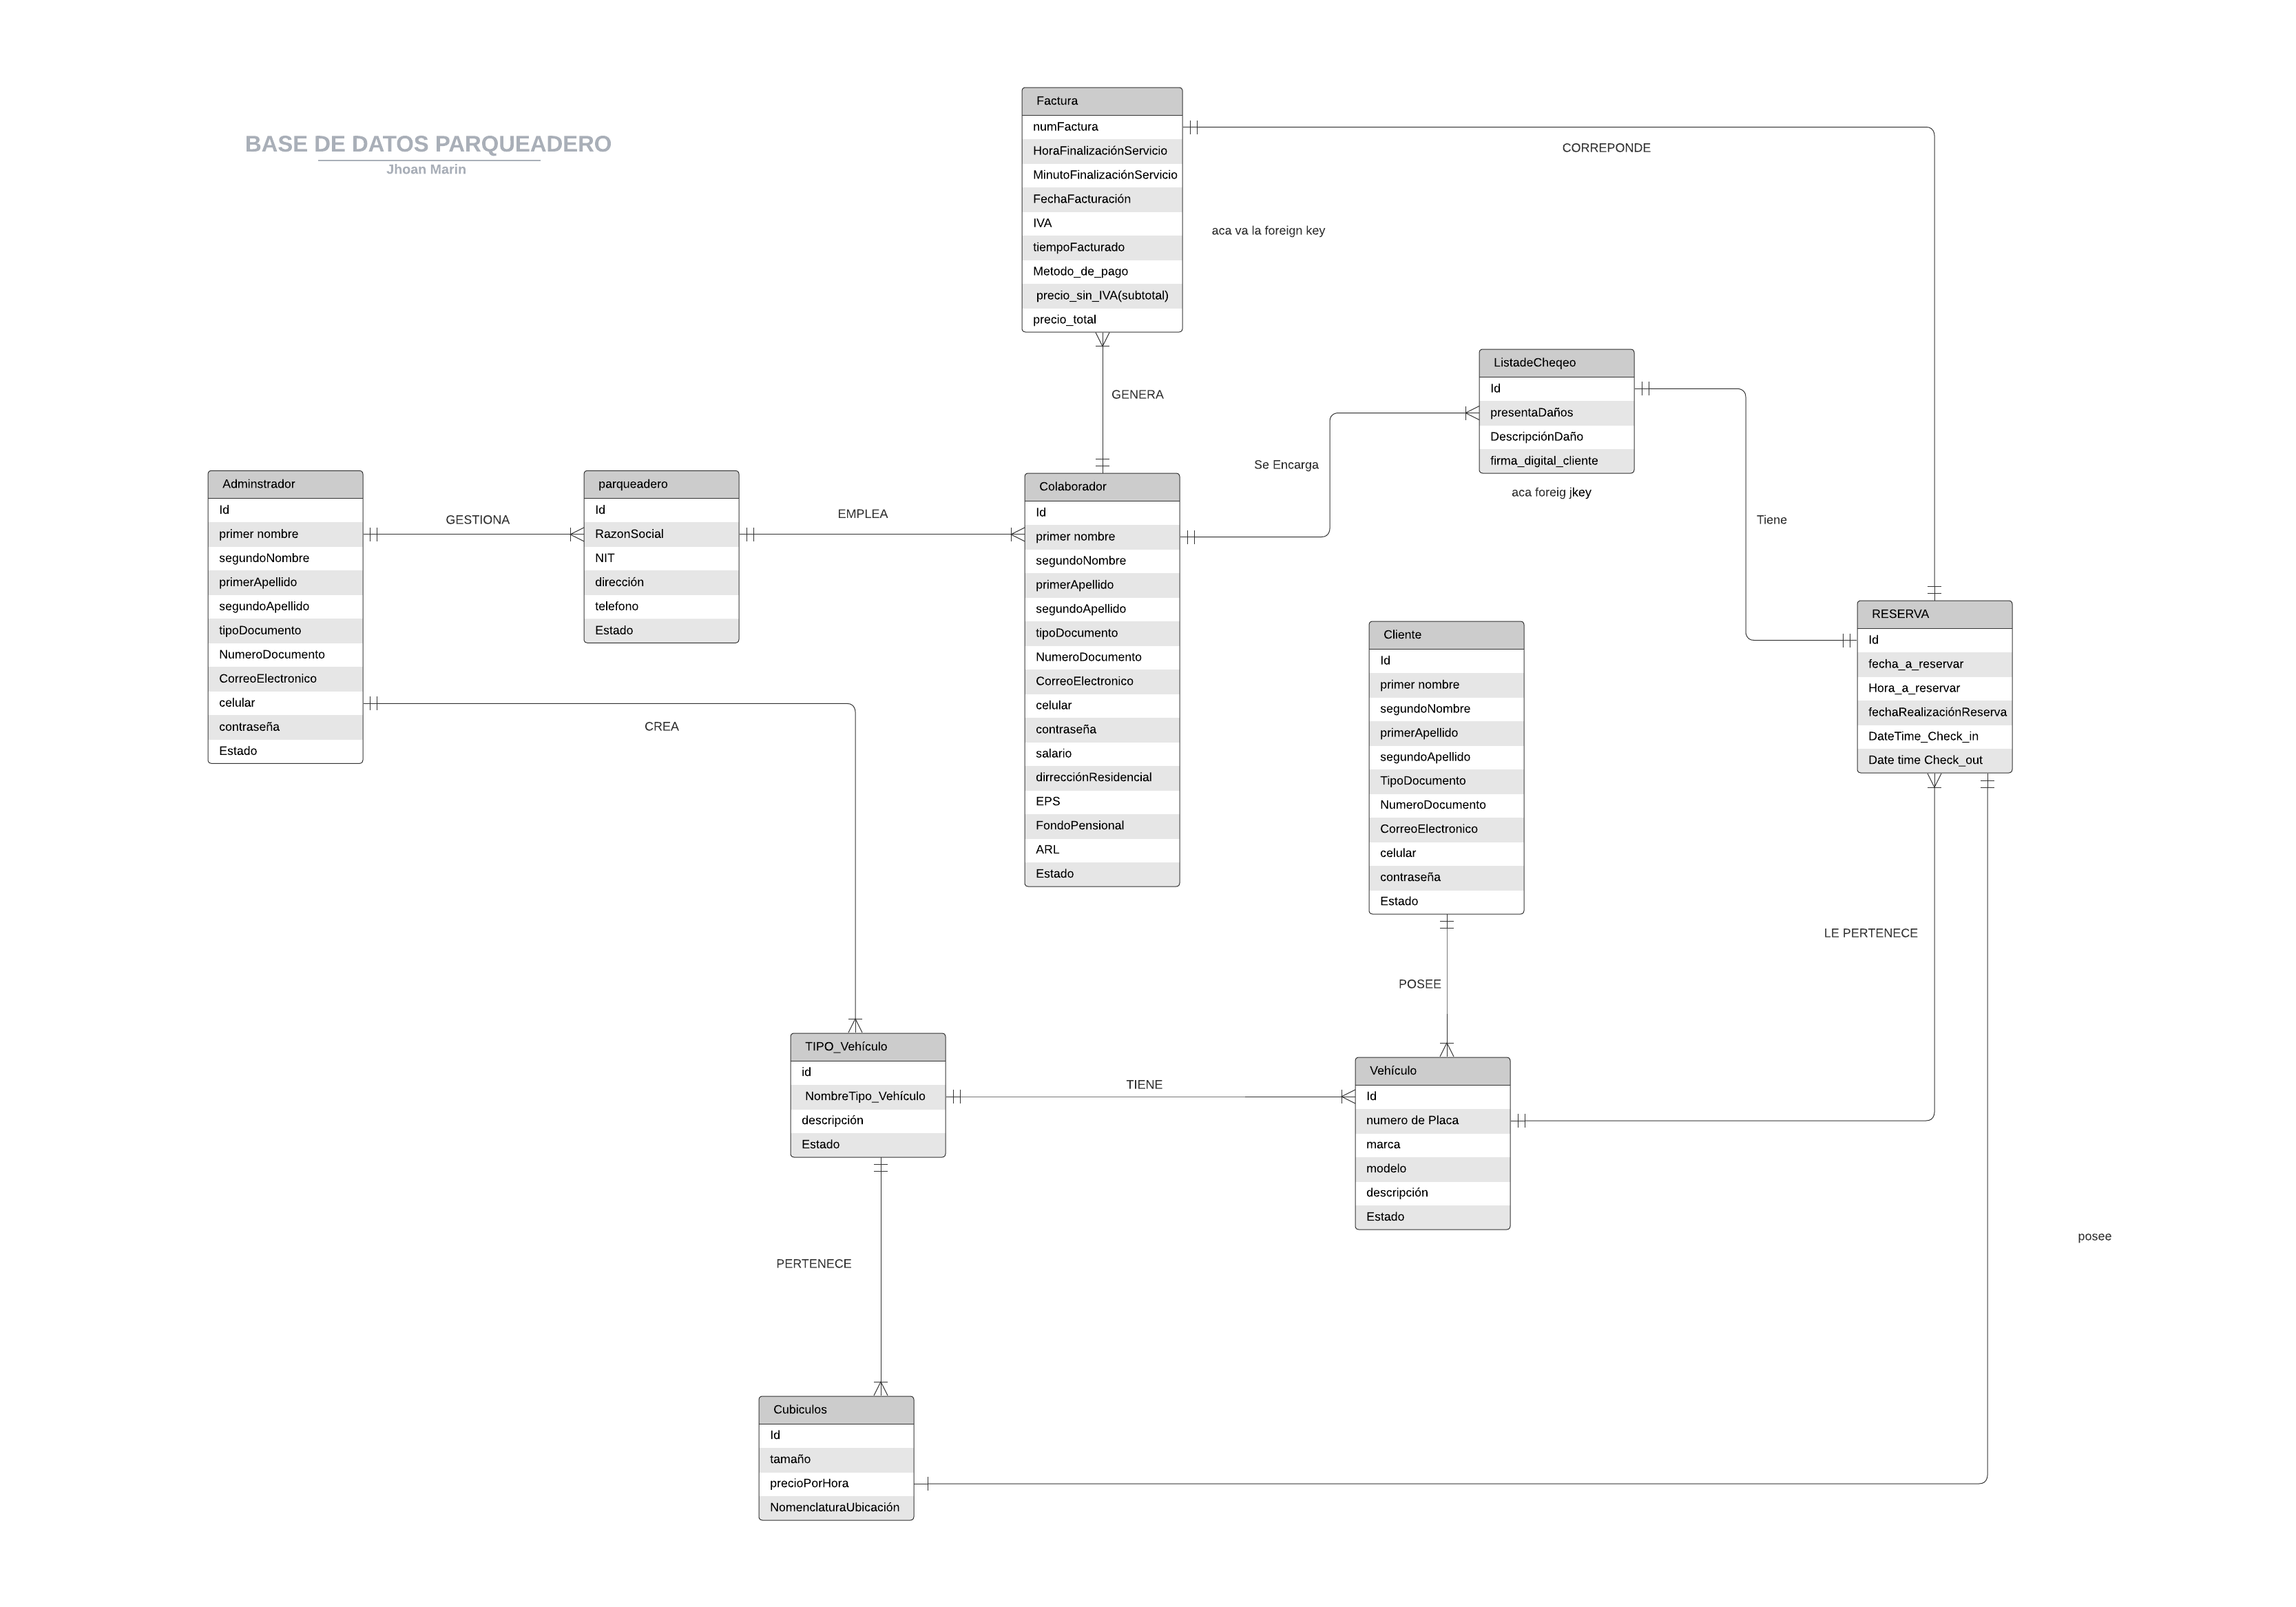 BASE DE DATOS PARQUEADERO
Jhoan Marin
Factura
numFactura
HoraFinalizaciónServicio
MinutoFinalizaciónServicio
FechaFacturación
IVA
tiempoFacturado
Metodo_de_pago
precio_sin_IVA(subtotal)
precio_total
CORREPONDE
aca va la foreign key
GENERA
ListadeCheqeo
Id
presentaDaños
DescripciónDaño
firma_digital_cliente
aca foreig jkey
Se Encarga
Tiene
Adminstrador
Id
primer nombre
segundoNombre
primerApellido
segundoApellido
tipoDocumento
NumeroDocumento
CorreoElectronico
celular
contraseña
Estado
GESTIONA
parqueadero
Id
RazonSocial
NIT
dirección
telefono
Estado
EMPLEA
Colaborador
Id
primer nombre
segundoNombre
primerApellido
segundoApellido
tipoDocumento
NumeroDocumento
CorreoElectronico
celular
contraseña
salario
dirrecciónResidencial
EPS
FondoPensional
ARL
Estado
Cliente
Id
primer nombre
segundoNombre
primerApellido
segundoApellido
TipoDocumento
NumeroDocumento
CorreoElectronico
celular
contraseña
Estado
RESERVA
Id
fecha_a_reservar
Hora_a_reservar
fechaRealizaciónReserva
DateTime_Check_in
Date time Check_out
CREA
LE PERTENECE
POSEE
TIPO_Vehículo
id
NombreTipo_Vehículo
descripción
Estado
TIENE
Vehículo
Id
numero de Placa
marca
modelo
descripción
Estado
posee
PERTENECE
Cubiculos
Id
tamaño
precioPorHora
NomenclaturaUbicación